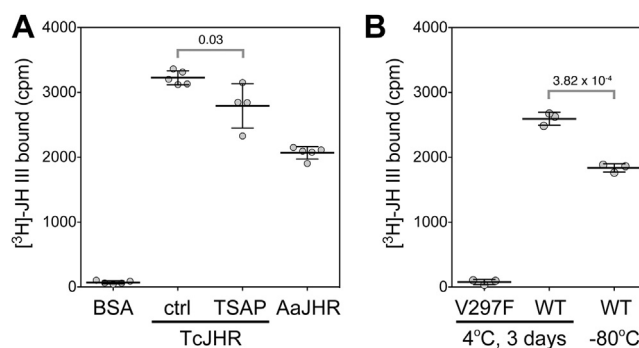 A
[³H]-JH III bound (cpm)
4000
3000
2000
1000
0
0.03
BSA ctrl TSAP AaJHR
TcJHR
B
[³H]-JH III bound (cpm)
4000
3000
2000
1000
0
3.82 x 10⁻⁴
V297F WT WT
4°C, 3 days -80°C